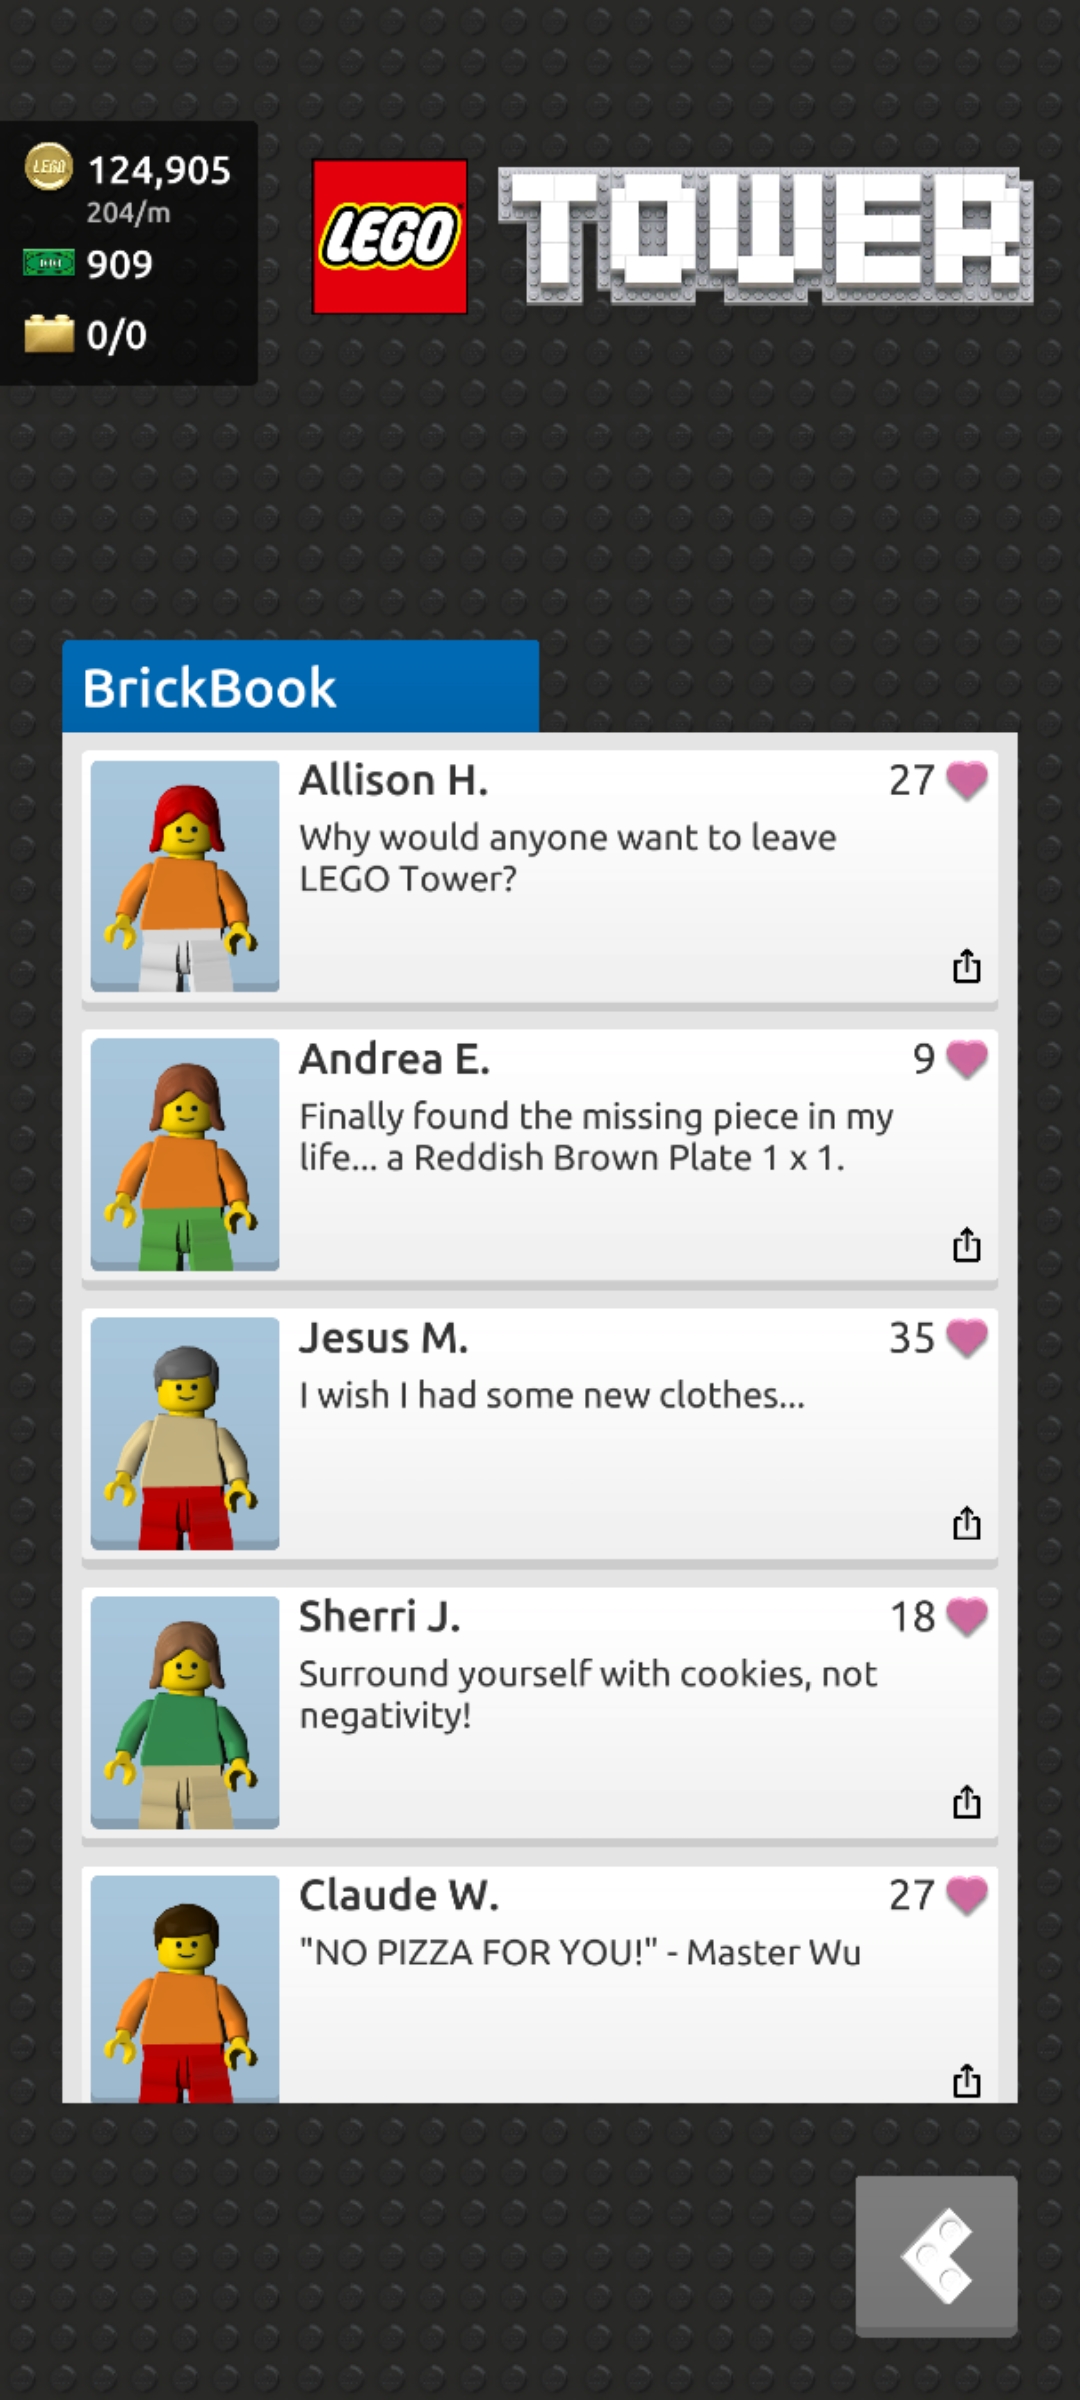 124,905
204/m
909
0/0
LEGO
TOWER
BrickBook
Allison H.
27
Why would anyone want to leave
LEGO Tower?
Andrea E.
9
Finally found the missing piece in my
life... a Reddish Brown Plate 1 x 1.
Jesus M.
35
I wish I had some new clothes...
Sherri J.
18
Surround yourself with cookies, not
negativity!
Claude W.
27
"NO PIZZA FOR YOU!" - Master Wu